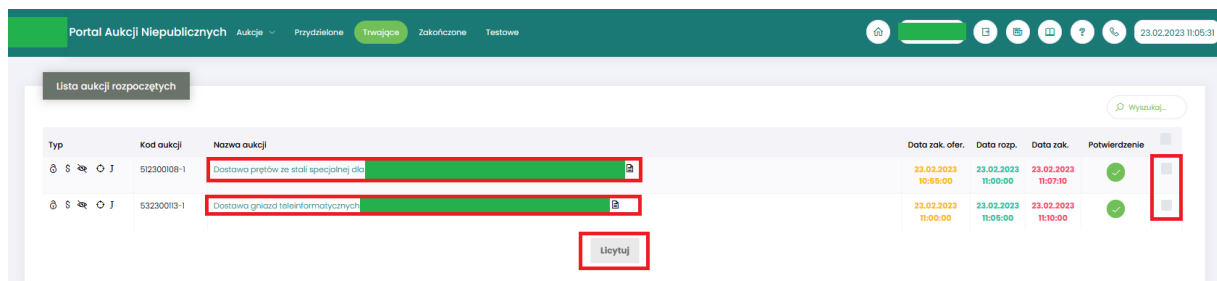 Portal Aukcji Niepublicznych Aukcje Przydzielone Trwające Zakończone Testowe ? 23.02.2023 11:05:31
Lista aukcji rozpoczętych
Wyszukaj...
Typ Kod aukcji Nazwa aukcji Data zak. ofer. Data rozp. Data zak. Potwierdzenie
$ J 512300108-1 Dostawa prętów ze stali specjalnej dla 23.02.2023 23.02.2023 23.02.2023
10:55:00 11:00:00 11:07:10
$ J 532300113-1 Dostawa gniazd teleinformatycznych 23.02.2023 23.02.2023 23.02.2023
11:00:00 11:05:00 11:10:00
Licytuj